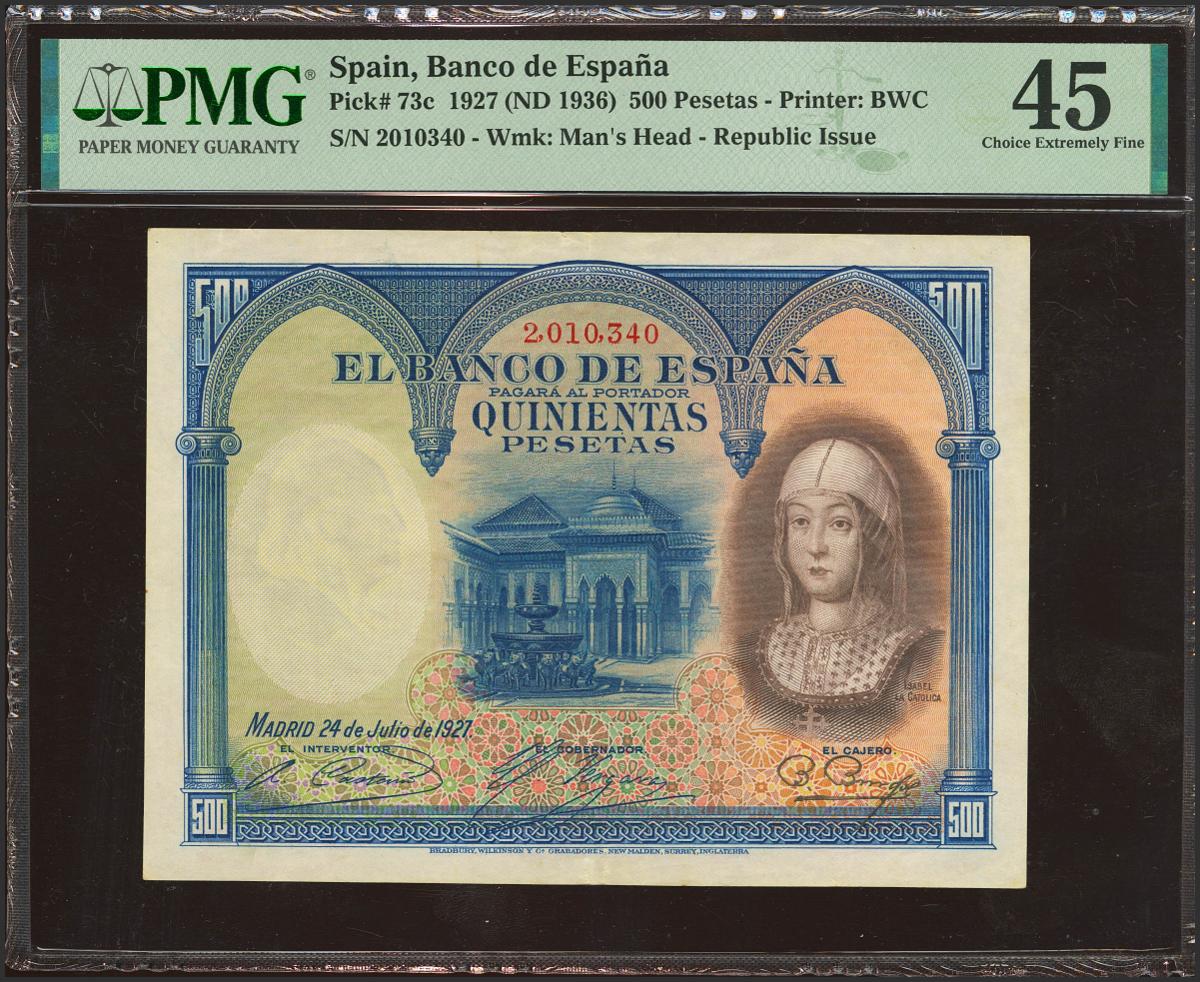 PMG®
PAPER MONEY GUARANTY
Spain, Banco de España
Pick# 73c 1927 (ND 1936) 500 Pesetas - Printer: BWC
S/N 2010340 - Wmk: Man's Head - Republic Issue
45
Choice Extremely Fine
500
500
2,010,340
EL BANCO DE ESPAÑA
PAGARÁ AL PORTADOR
QUINIENTAS
PESETAS
ISABEL
LA CATÓLICA
MADRID 24 de Julio de 1927.
EL INTERVENTOR.
EL GOBERNADOR.
EL CAJERO.
500
500
BRADBURY, WILKINSON Y Cª GRABADORES. NEW MALDEN, SURREY, INGLATERRA